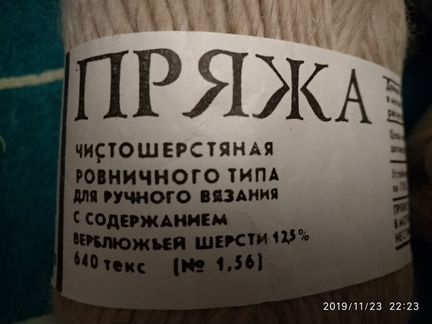 ПРЯЖА
ЧИСТОШЕРСТЯНАЯ
РОВНИЧНОГО ТИПА
ДЛЯ РУЧНОГО ВЯЗАНИЯ
С СОДЕРЖАНИЕМ
ВЕРБЛЮЖЬЕЙ ШЕРСТИ 12,5%
640 текс (№ 1,56)
2019/11/23 22:23